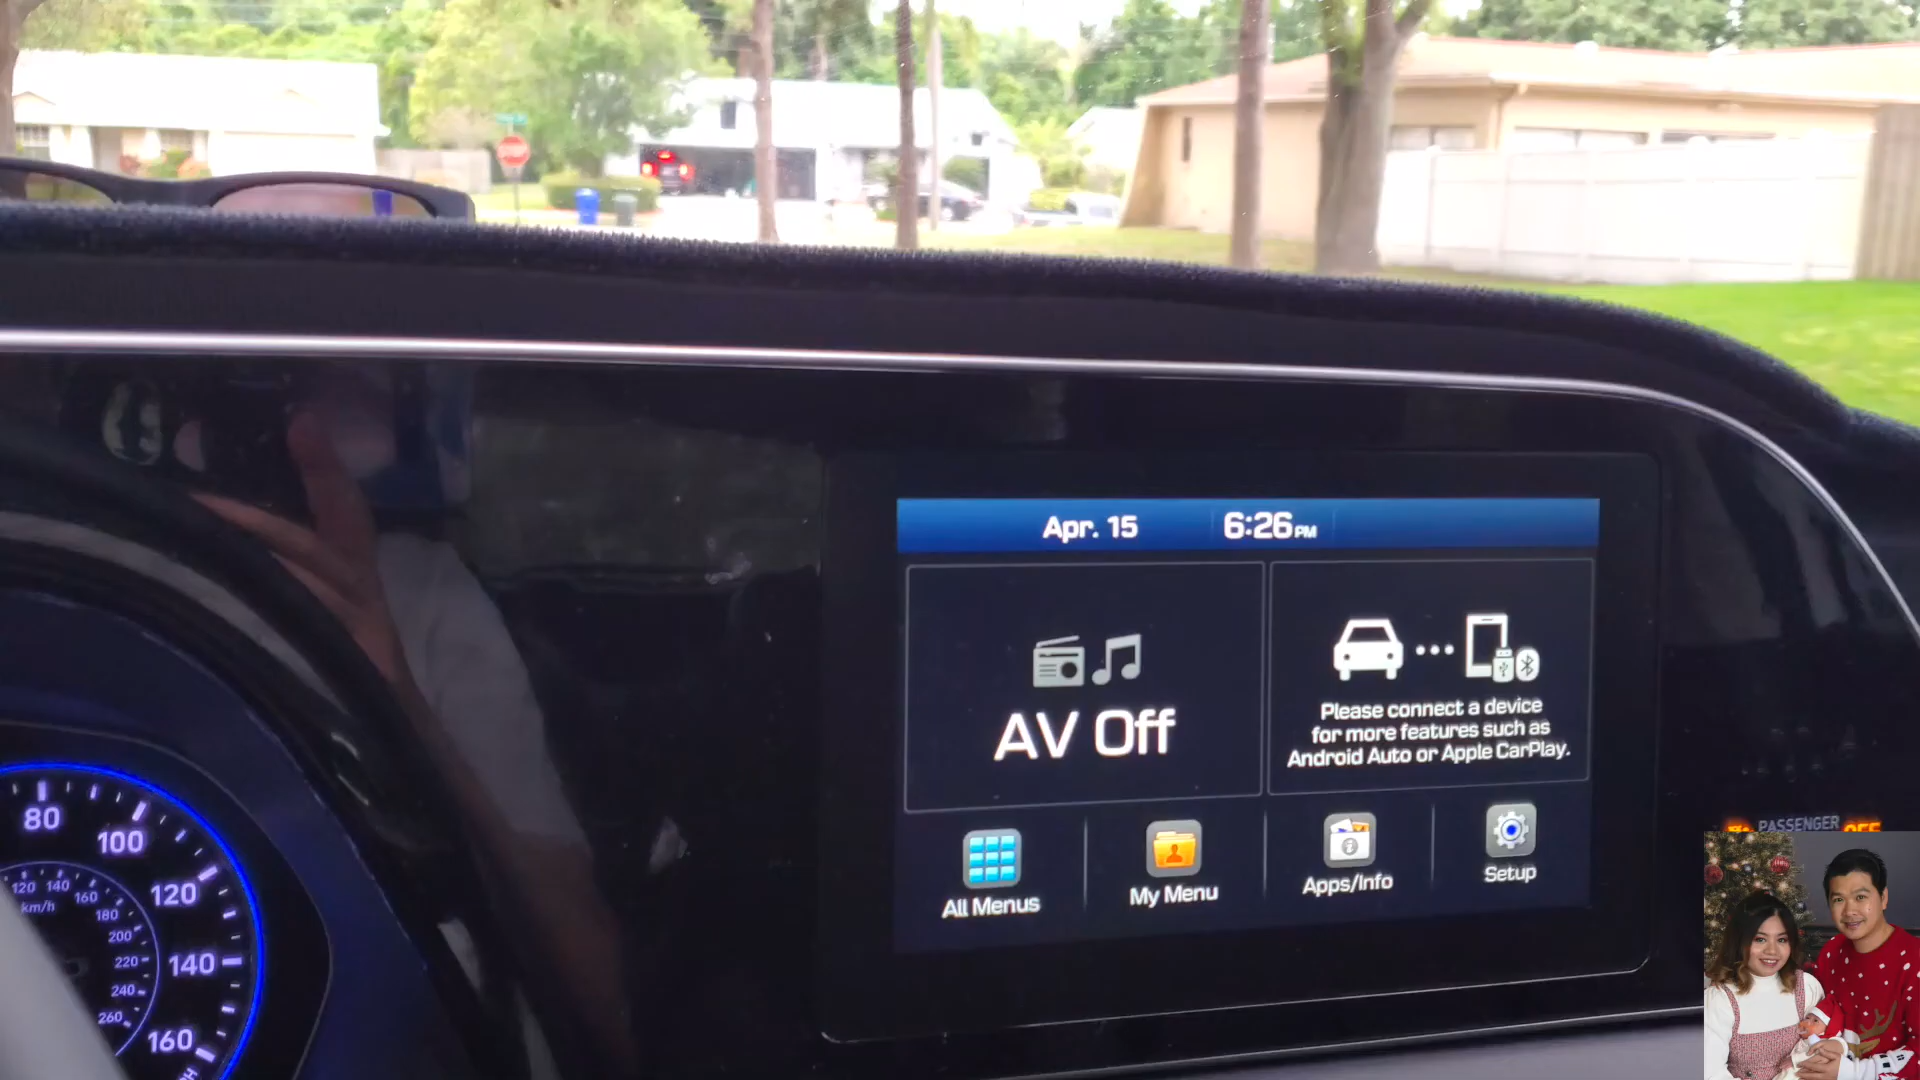 Apr. 15
6:26PM
AV Off
Please connect a device
for more features such as
Android Auto or Apple CarPlay.
All Menus
My Menu
Apps/Info
Setup
PASSENGER
OFF
80
100
120
140
160
120
140
160
km/h
180
200
220
240
260